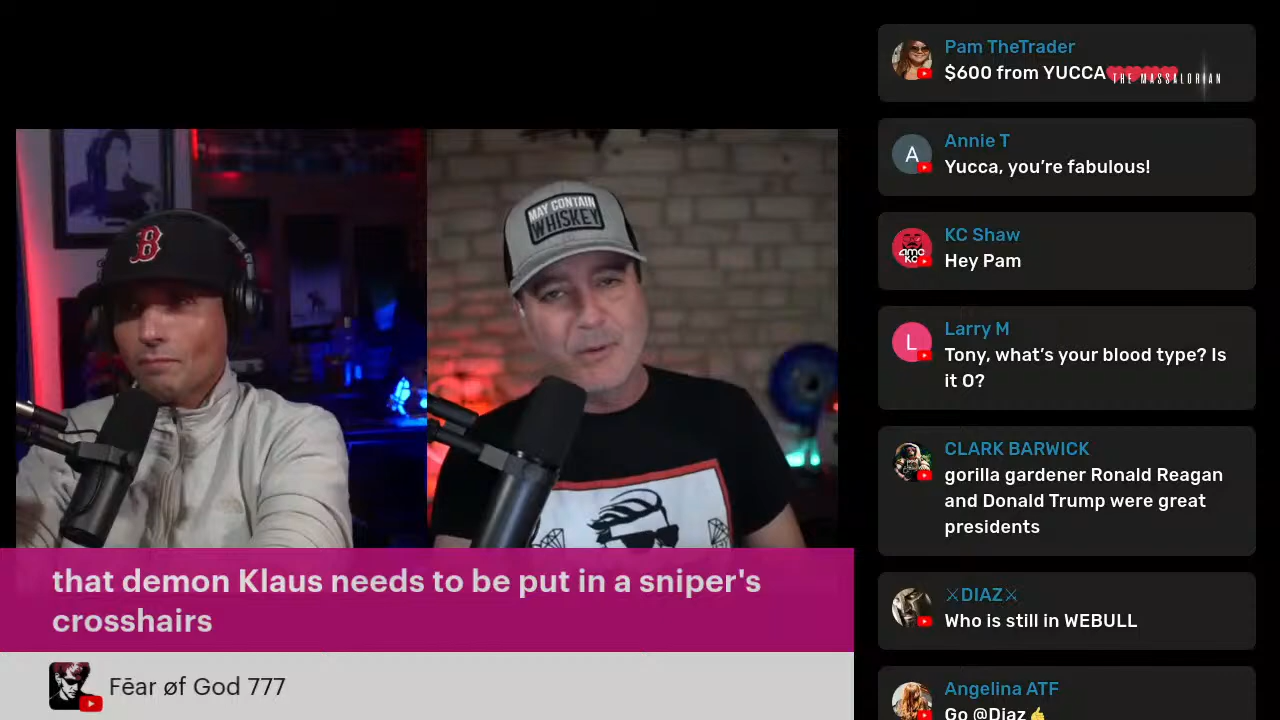 Pam TheTrader
$600 from YUCCA
THE MASSALORIAN
Annie T
A
Yucca, you're fabulous!
KC Shaw
Hey Pam
Larry M
L
Tony, what's your blood type? Is
it O?
CLARK BARWICK
gorilla gardener Ronald Reagan
and Donald Trump were great
presidents
⚔DIAZ⚔
Who is still in WEBULL
Angelina ATF
Go @Diaz
B
MAY CONTAIN
WHISKEY
that demon Klaus needs to be put in a sniper's
crosshairs
Fēar øf God 777